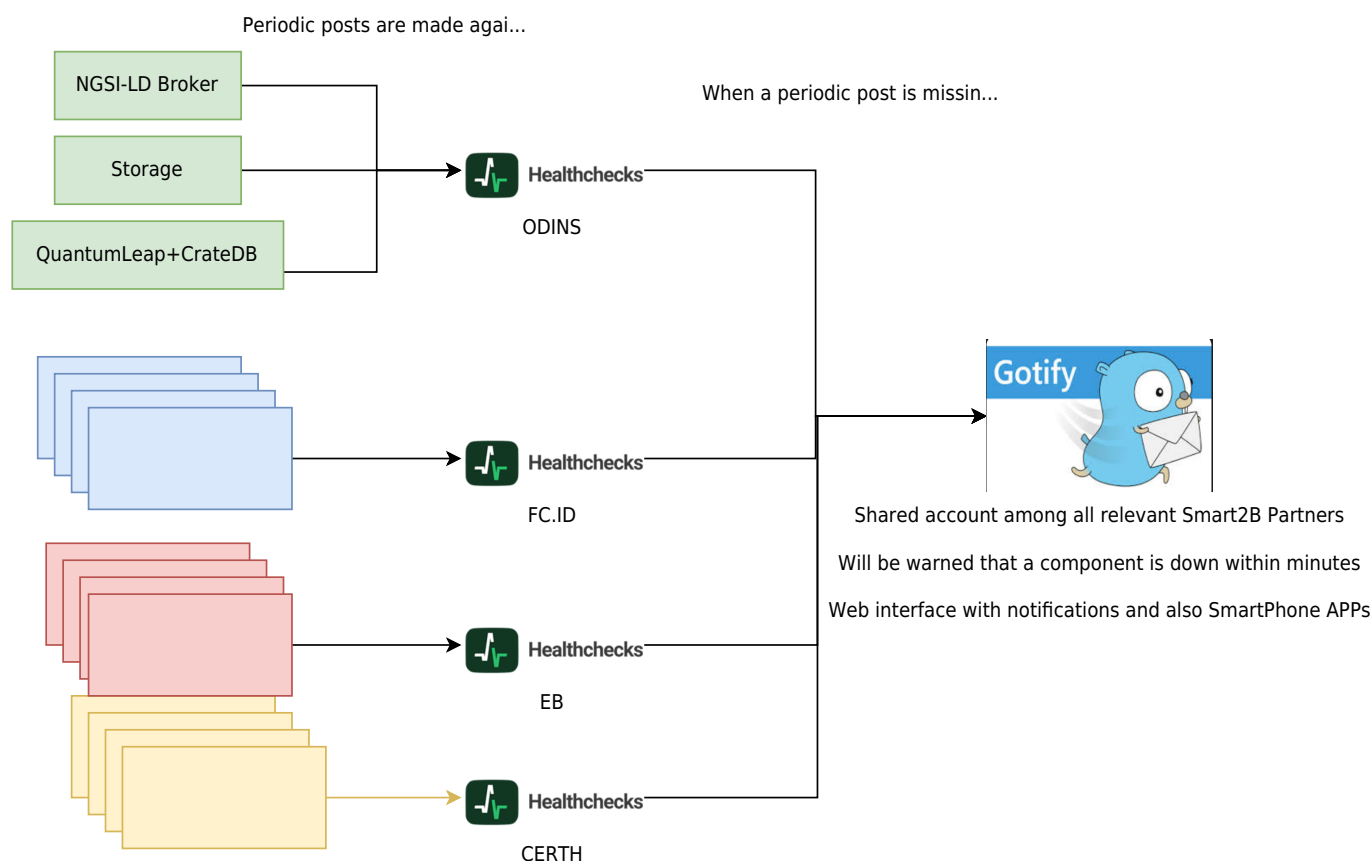 Periodic posts are made agai...
NGSI-LD Broker
When a periodic post is missin...
Storage
Healthchecks
ODINS
QuantumLeap+CrateDB
Gotify
Healthchecks
FC.ID
Shared account among all relevant Smart2B Partners
Will be warned that a component is down within minutes
Web interface with notifications and also SmartPhone APPs
Healthchecks
EB
Healthchecks
CERTH